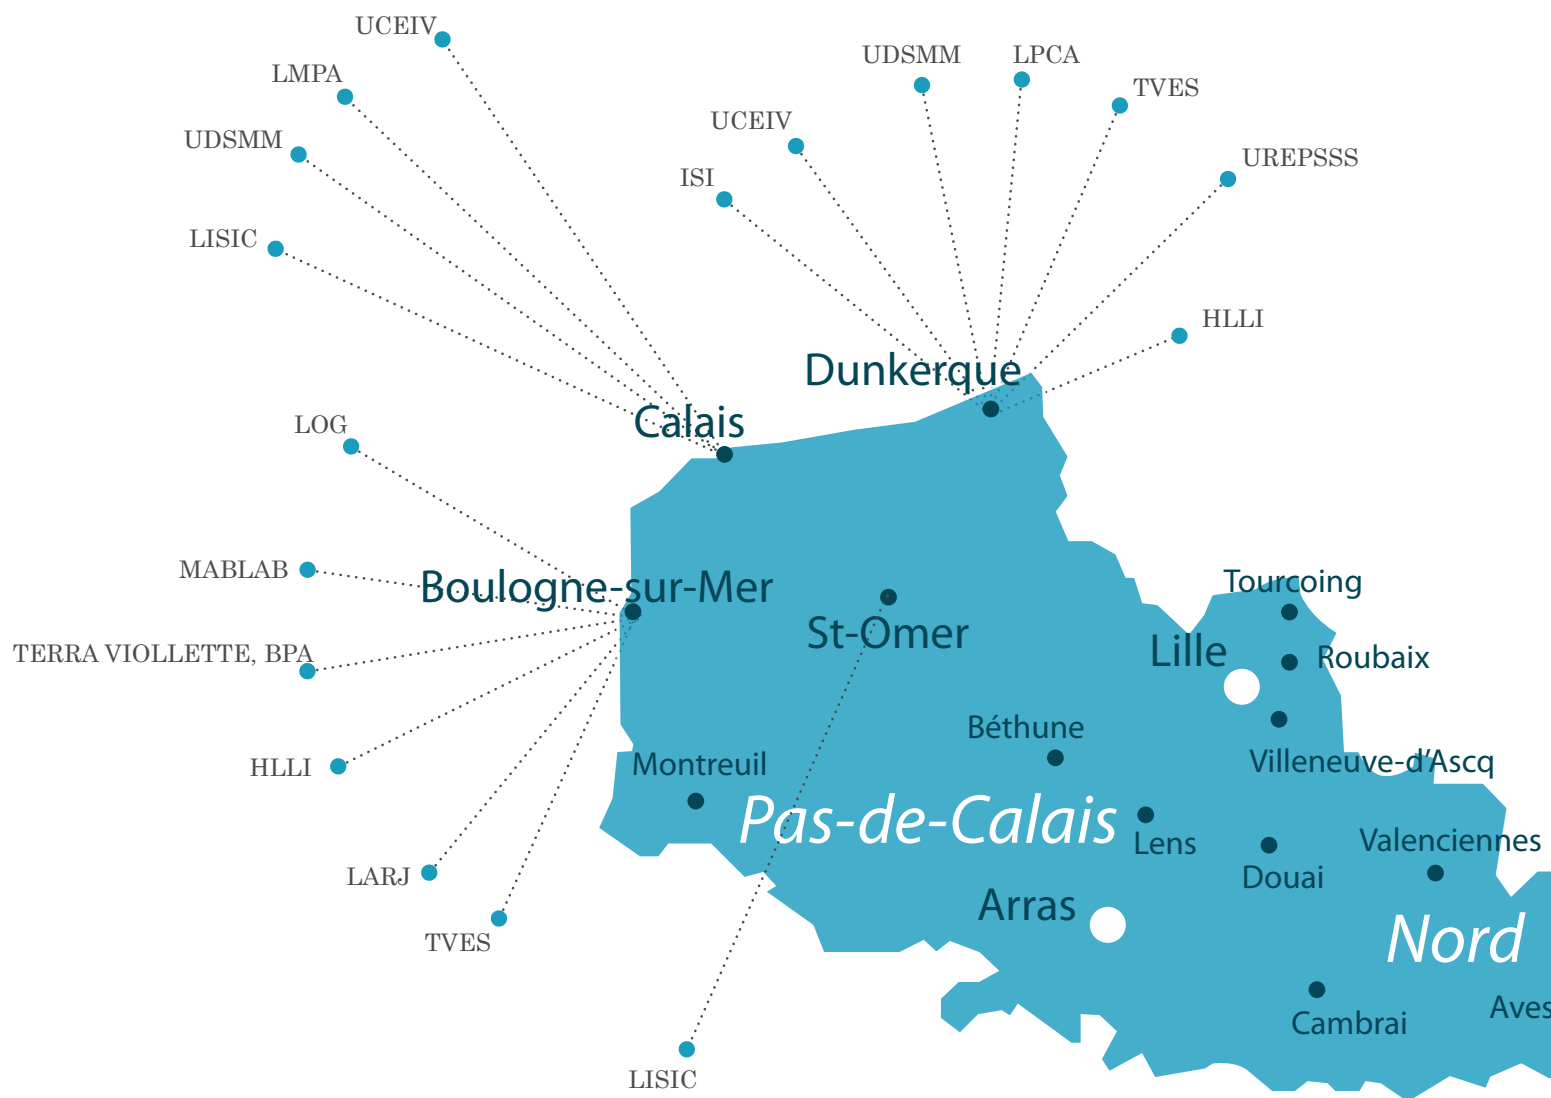 UCEIV
LMPA
UDSMM
LISIC
UDSMM
LPCA
TVES
UCEIV
UREPSSS
ISI
HLLI
Dunkerque
Calais
LOG
MABLAB
Boulogne-sur-Mer
TERRA VIOLLETTE, BPA
HLLI
LARJ
TVES
LISIC
St-Omer
Tourcoing
Lille
Roubaix
Villeneuve-d'Ascq
Béthune
Montreuil
Pas-de-Calais
Lens
Douai
Valenciennes
Arras
Nord
Cambrai
Aves